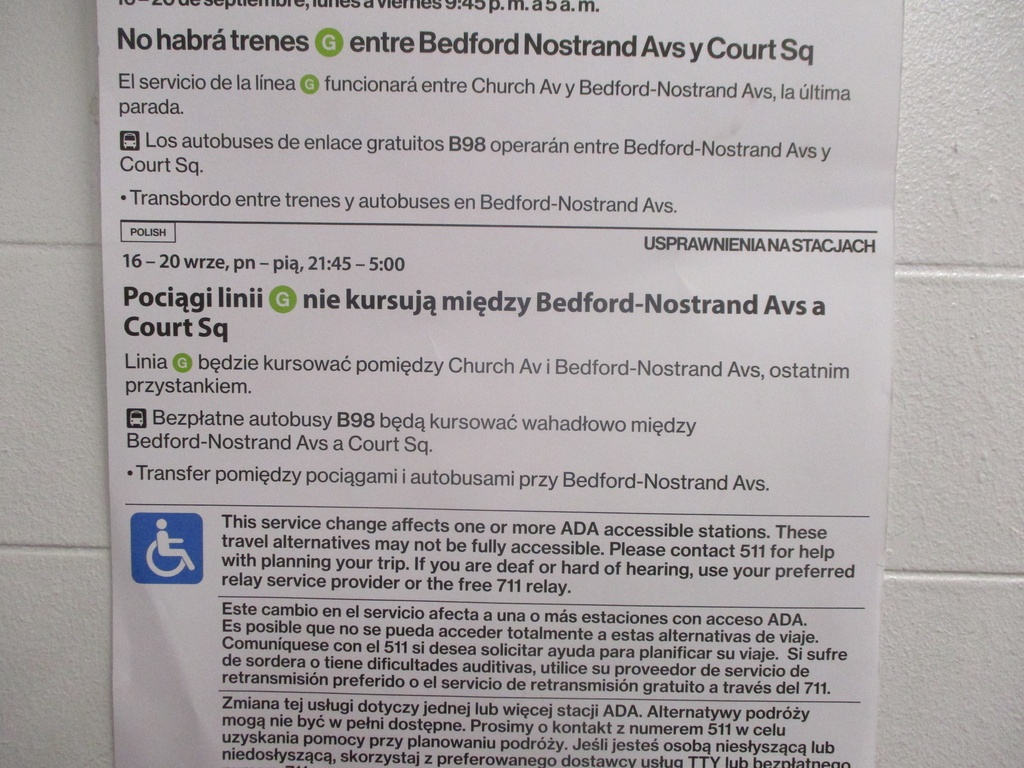 16 – 20 de septiembre, lunes a viernes 9:45 p. m. a 5 a. m.
No habrá trenes G entre Bedford Nostrand Avs y Court Sq
El servicio de la línea G funcionará entre Church Av y Bedford-Nostrand Avs, la última
parada.
Los autobuses de enlace gratuitos B98 operarán entre Bedford-Nostrand Avs y
Court Sq.
• Transbordo entre trenes y autobuses en Bedford-Nostrand Avs.
POLISH
USPRAWNIENIA NA STACJACH
16 – 20 wrze, pn – pią, 21:45 – 5:00
Pociągi linii G nie kursują między Bedford-Nostrand Avs a
Court Sq
Linia G będzie kursować pomiędzy Church Av i Bedford-Nostrand Avs, ostatnim
przystankiem.
Bezpłatne autobusy B98 będą kursować wahadłowo między
Bedford-Nostrand Avs a Court Sq.
• Transfer pomiędzy pociągami i autobusami przy Bedford-Nostrand Avs.
This service change affects one or more ADA accessible stations. These
travel alternatives may not be fully accessible. Please contact 511 for help
with planning your trip. If you are deaf or hard of hearing, use your preferred
relay service provider or the free 711 relay.
Este cambio en el servicio afecta a una o más estaciones con acceso ADA.
Es posible que no se pueda acceder totalmente a estas alternativas de viaje.
Comuníquese con el 511 si desea solicitar ayuda para planificar su viaje. Si sufre
de sordera o tiene dificultades auditivas, utilice su proveedor de servicio de
retransmisión preferido o el servicio de retransmisión gratuito a través del 711.
Zmiana tej usługi dotyczy jednej lub więcej stacji ADA. Alternatywy podróży
mogą nie być w pełni dostępne. Prosimy o kontakt z numerem 511 w celu
uzyskania pomocy przy planowaniu podróży. Jeśli jesteś osobą niesłyszącą lub
niedosłyszącą, skorzystaj z preferowanego dostawcy usług TTY lub bezpłatnego